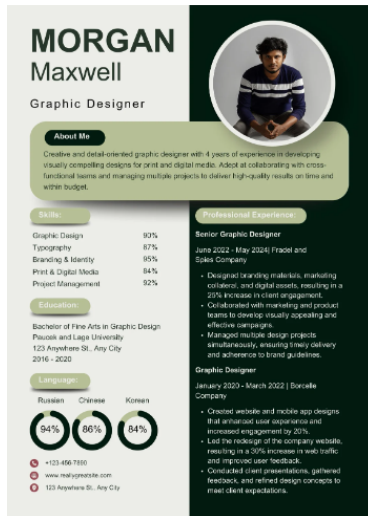 MORGAN
Maxwell
Graphic Designer
About Me
Creative and detail-oriented graphic designer with 4 years of experience in developing
visually compelling designs for print and digital media. Adept at collaborating with cross-
functional teams and managing multiple projects to deliver high-quality results on time and
within budget.
Skills:
Graphic Design 90%
Typography 87%
Branding & Identity 95%
Print & Digital Media 84%
Project Management 92%
Education:
Bachelor of Fine Arts in Graphic Design
Paucek and Lage University
123 Anywhere St., Any City
2016 - 2020
Language:
Russian Chinese Korean
94% 86% 84%
+123-456-7890
www.reallygreatsite.com
123 Anywhere St., Any City
Professional Experience:
Senior Graphic Designer
June 2022 - May 2024| Fradel and
Spies Company
• Designed branding materials, marketing
collateral, and digital assets, resulting in a
25% increase in client engagement.
• Collaborated with marketing and product
teams to develop visually appealing and
effective campaigns.
• Managed multiple design projects
simultaneously, ensuring timely delivery
and adherence to brand guidelines.
Graphic Designer
January 2020 - March 2022 | Borcelle
Company
• Created website and mobile app designs
that enhanced user experience and
increased engagement by 20%.
• Led the redesign of the company website,
resulting in a 30% increase in web traffic
and improved user feedback.
• Conducted client presentations, gathered
feedback, and refined design concepts to
meet client expectations.